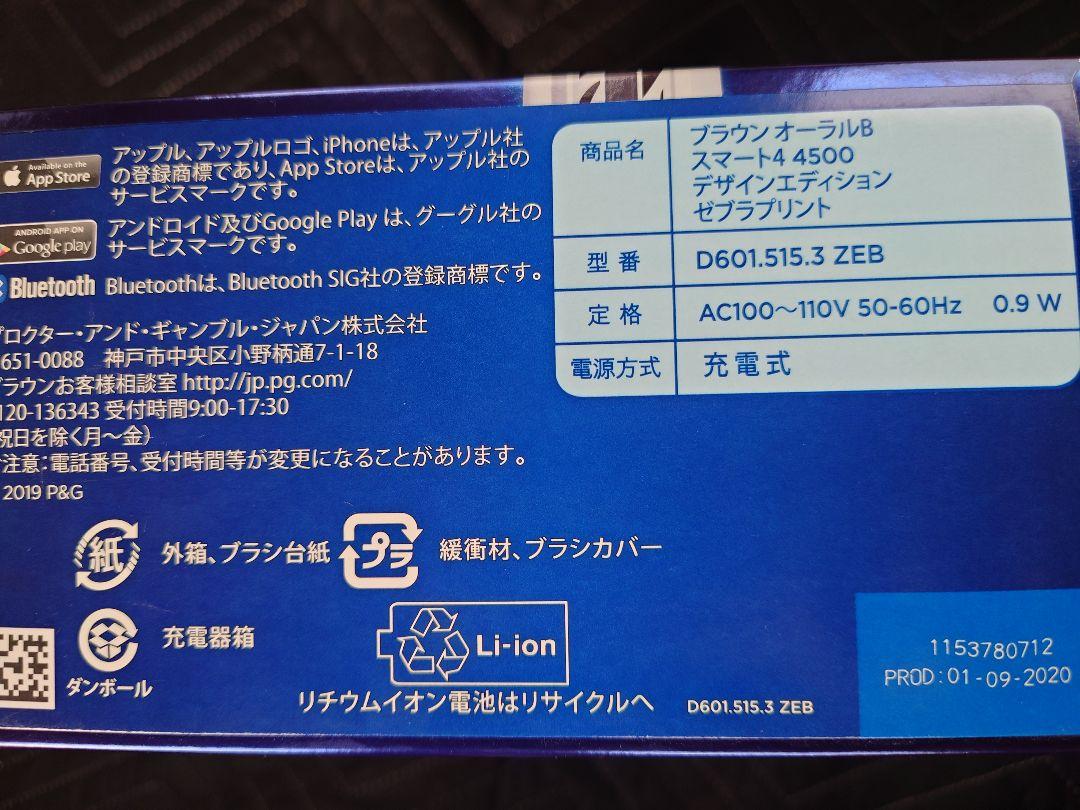 Available on the
App Store
アップル、アップルロゴ、iPhoneは、アップル社
の登録商標であり、App Storeは、アップル社の
サービスマークです。
ANDROID APP ON
Google play
アンドロイド及びGoogle Play は、グーグル社の
サービスマークです。
Bluetooth Bluetoothは、Bluetooth SIG社の登録商標です。
プロクター・アンド・ギャンブル・ジャパン株式会社
651-0088 神戸市中央区小野柄通7-1-18
ブラウンお客様相談室 http://jp.pg.com/
120-136343 受付時間9:00-17:30
祝日を除く月〜金)
注意:電話番号、受付時間等が変更になることがあります。
2019 P&G
商品名 ブラウン オーラルB
スマート4 4500
デザインエディション
ゼブラプリント
型番 D601.515.3 ZEB
定格 AC100〜110V 50-60Hz 0.9 W
電源方式 充電式
紙 外箱、ブラシ台紙
プラ 緩衝材、ブラシカバー
ダンボール 充電器箱
Li-ion
リチウムイオン電池はリサイクルへ
D601.515.3 ZEB
1153780712
PROD:01-09-2020